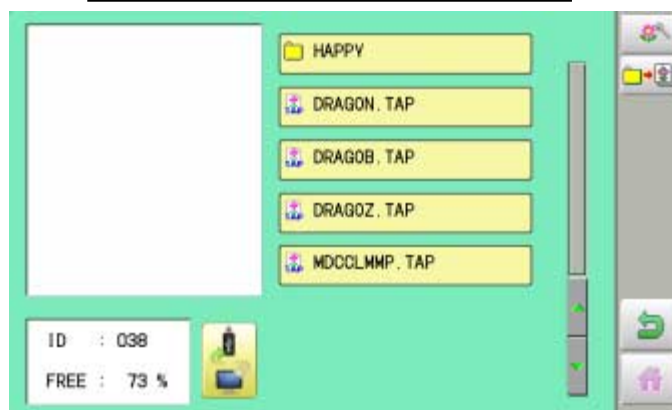 HAPPY
DRAGON.TAP
DRAGOB.TAP
DRAGOZ.TAP
MDCCLMMP.TAP
ID : 038
FREE : 73 %